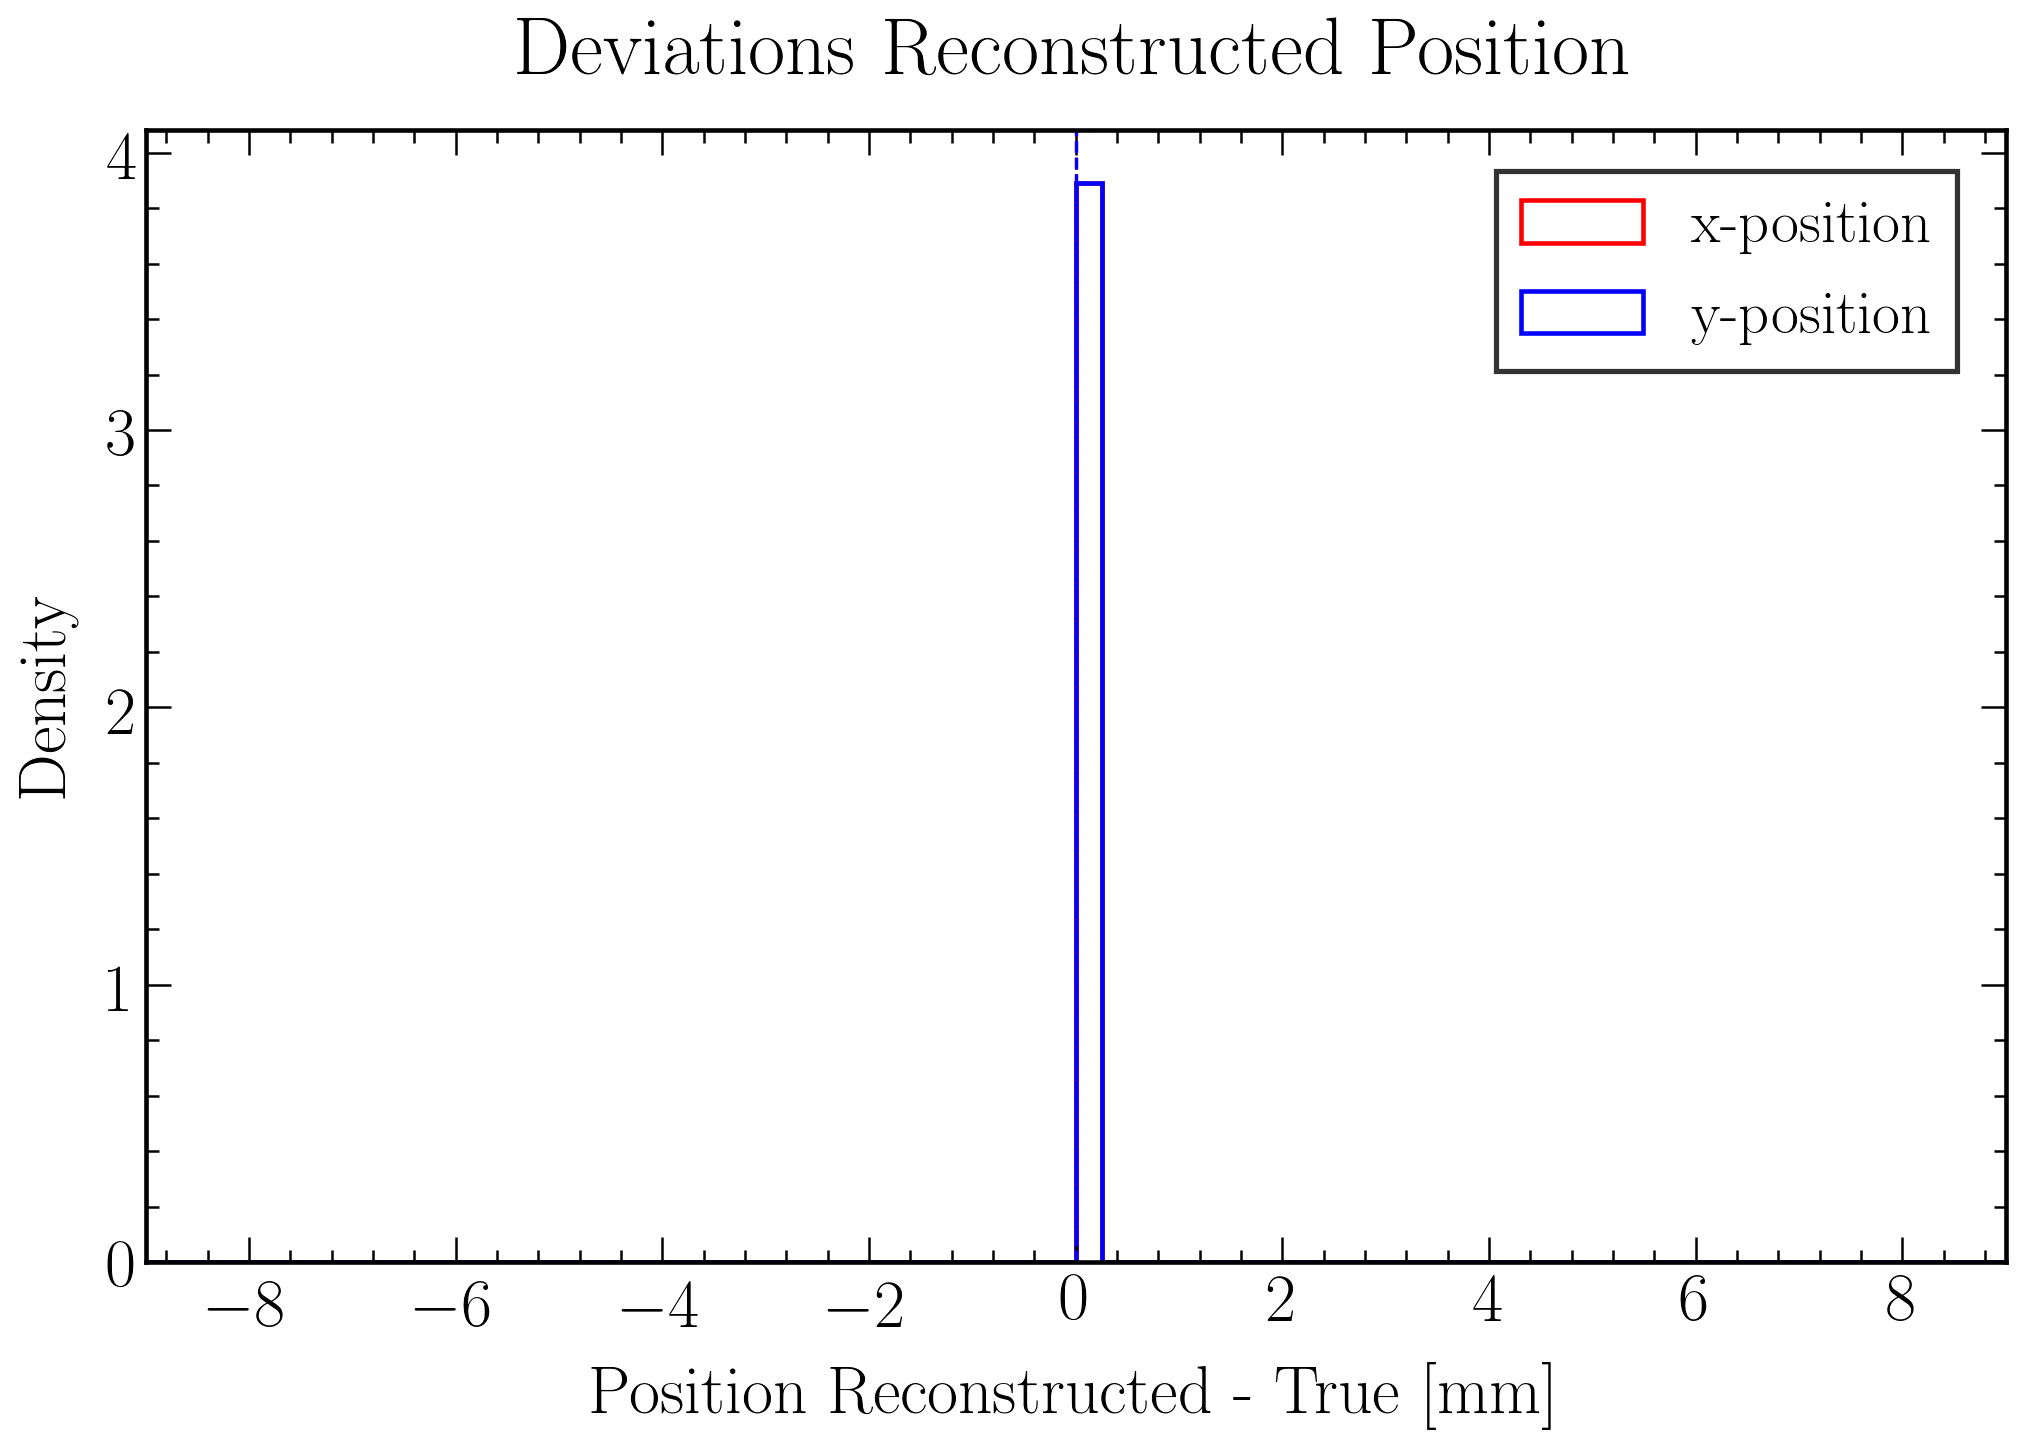 Deviations Reconstructed Position
4
3
2
1
0
Density
x-position
y-position
−8 −6 −4 −2 0 2 4 6 8
Position Reconstructed - True [mm]